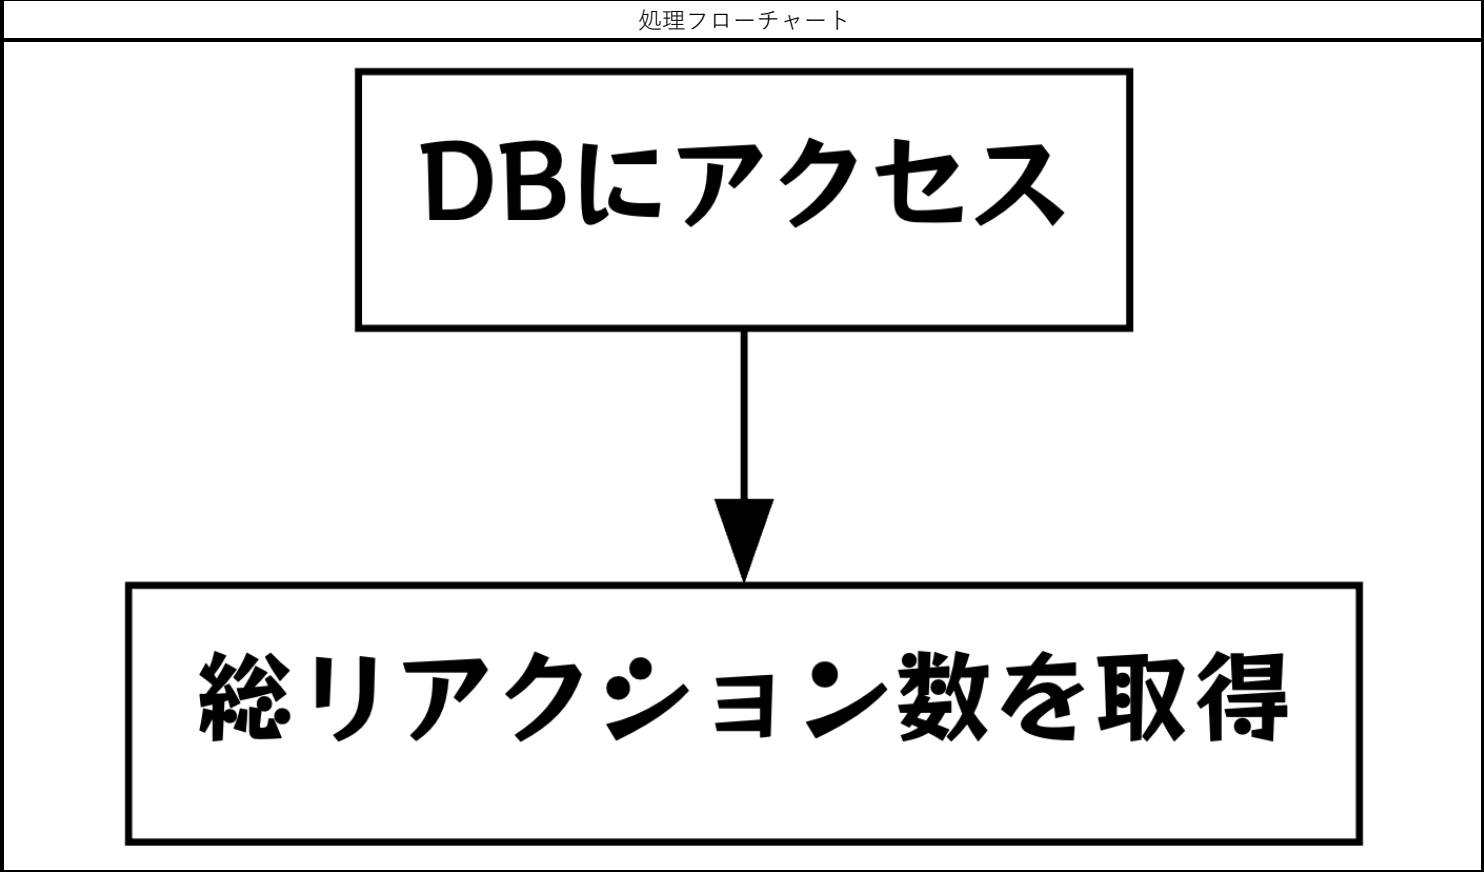 処理フローチャート
DBにアクセス
総リアクション数を取得